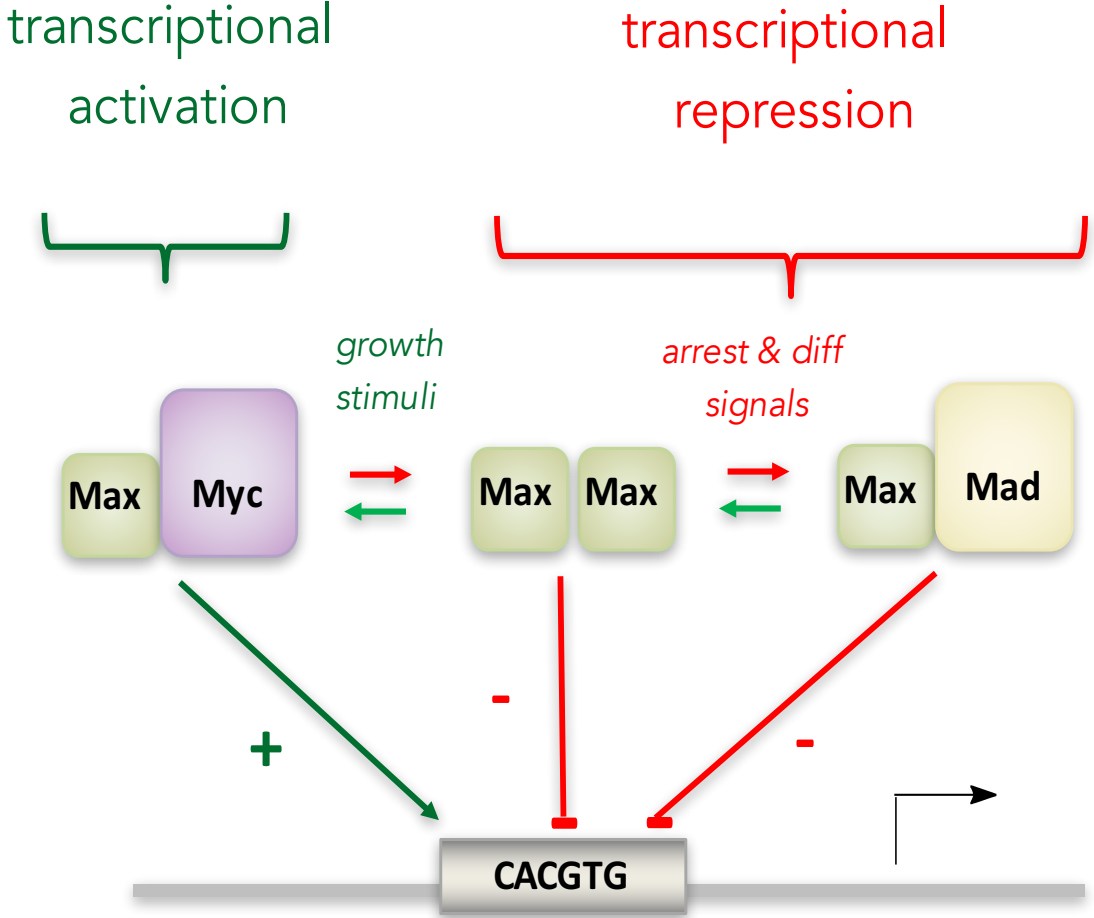 transcriptional
activation
transcriptional
repression
growth
stimuli
arrest & diff
signals
Max
Myc
Max
Max
Max
Mad
+
-
-
CACGTG